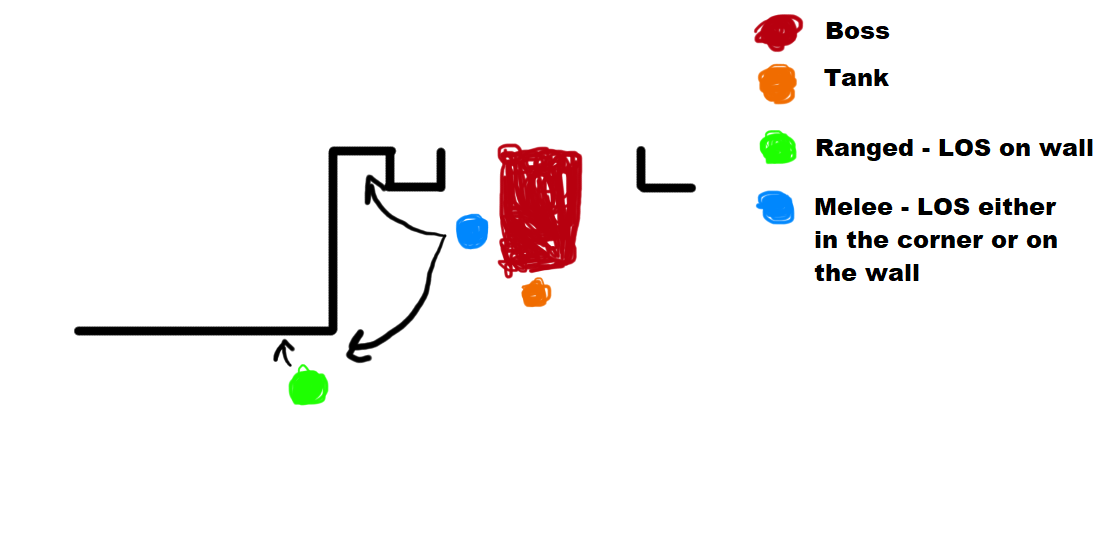 Boss
Tank
Ranged - LOS on wall
Melee - LOS either
in the corner or on
the wall